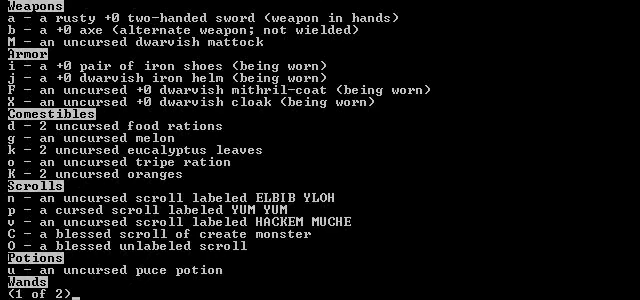 Weapons
a - a rusty +0 two-handed sword (weapon in hands)
b - a +0 axe (alternate weapon; not wielded)
M - an uncursed dwarvish mattock
Armor
i - a +0 pair of iron shoes (being worn)
j - a +0 dwarvish iron helm (being worn)
F - an uncursed +0 dwarvish mithril-coat (being worn)
X - an uncursed +0 dwarvish cloak (being worn)
Comestibles
d - 2 uncursed food rations
g - an uncursed melon
k - 2 uncursed eucalyptus leaves
o - an uncursed tripe ration
K - 2 uncursed oranges
Scrolls
n - an uncursed scroll labeled ELBIB YLOH
p - a cursed scroll labeled YUM YUM
v - an uncursed scroll labeled HACKEM MUCHE
C - a blessed scroll of create monster
O - a blessed unlabeled scroll
Potions
u - an uncursed puce potion
Wands
(1 of 2)